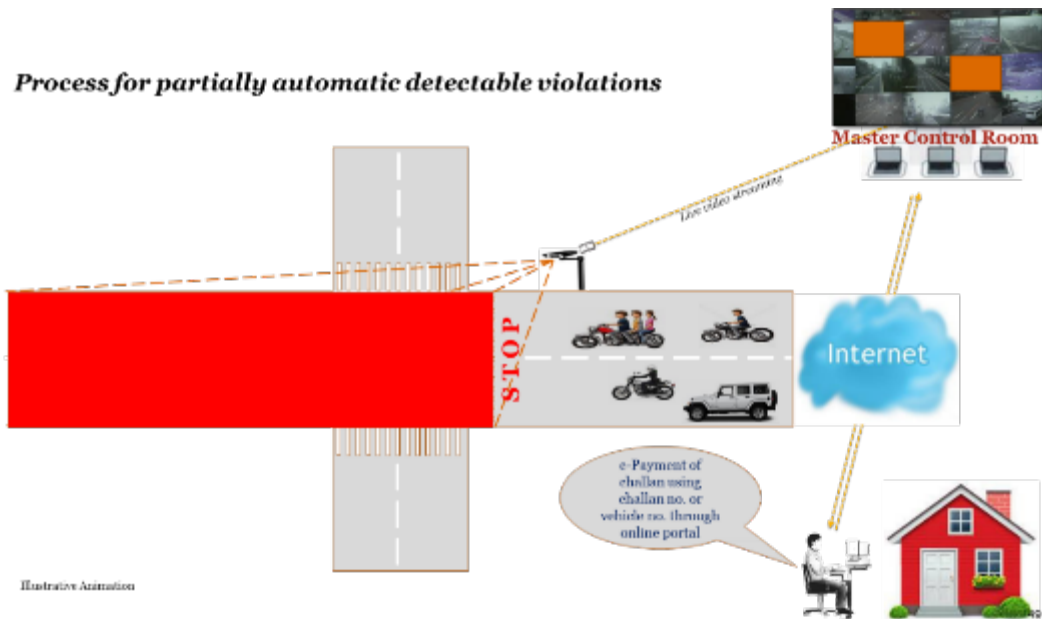 Process for partially automatic detectable violations
Master Control Room
Live video streaming
STOP
Internet
e-Payment of
challan using
challan no. or
vehicle no. through
online portal
Illustrative Animation